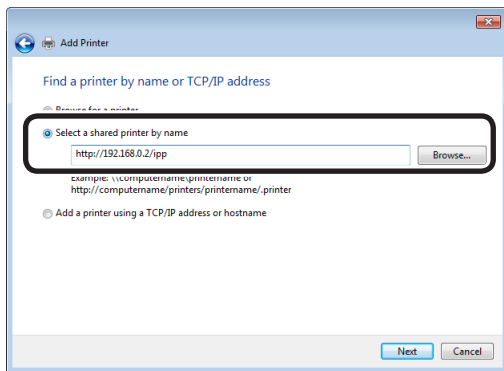 Add Printer
Find a printer by name or TCP/IP address
Browse for a printer
Select a shared printer by name
http://192.168.0.2/ipp
Browse...
Example: \\computername\printername or
http://computername/printers/printername/.printer
Add a printer using a TCP/IP address or hostname
Next
Cancel